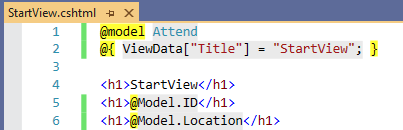 StartView.cshtml
1 @model Attend
2 @{ ViewData["Title"] = "StartView"; }
3
4 <h1>StartView</h1>
5 <h1>@Model.ID</h1>
6 <h1>@Model.Location</h1>